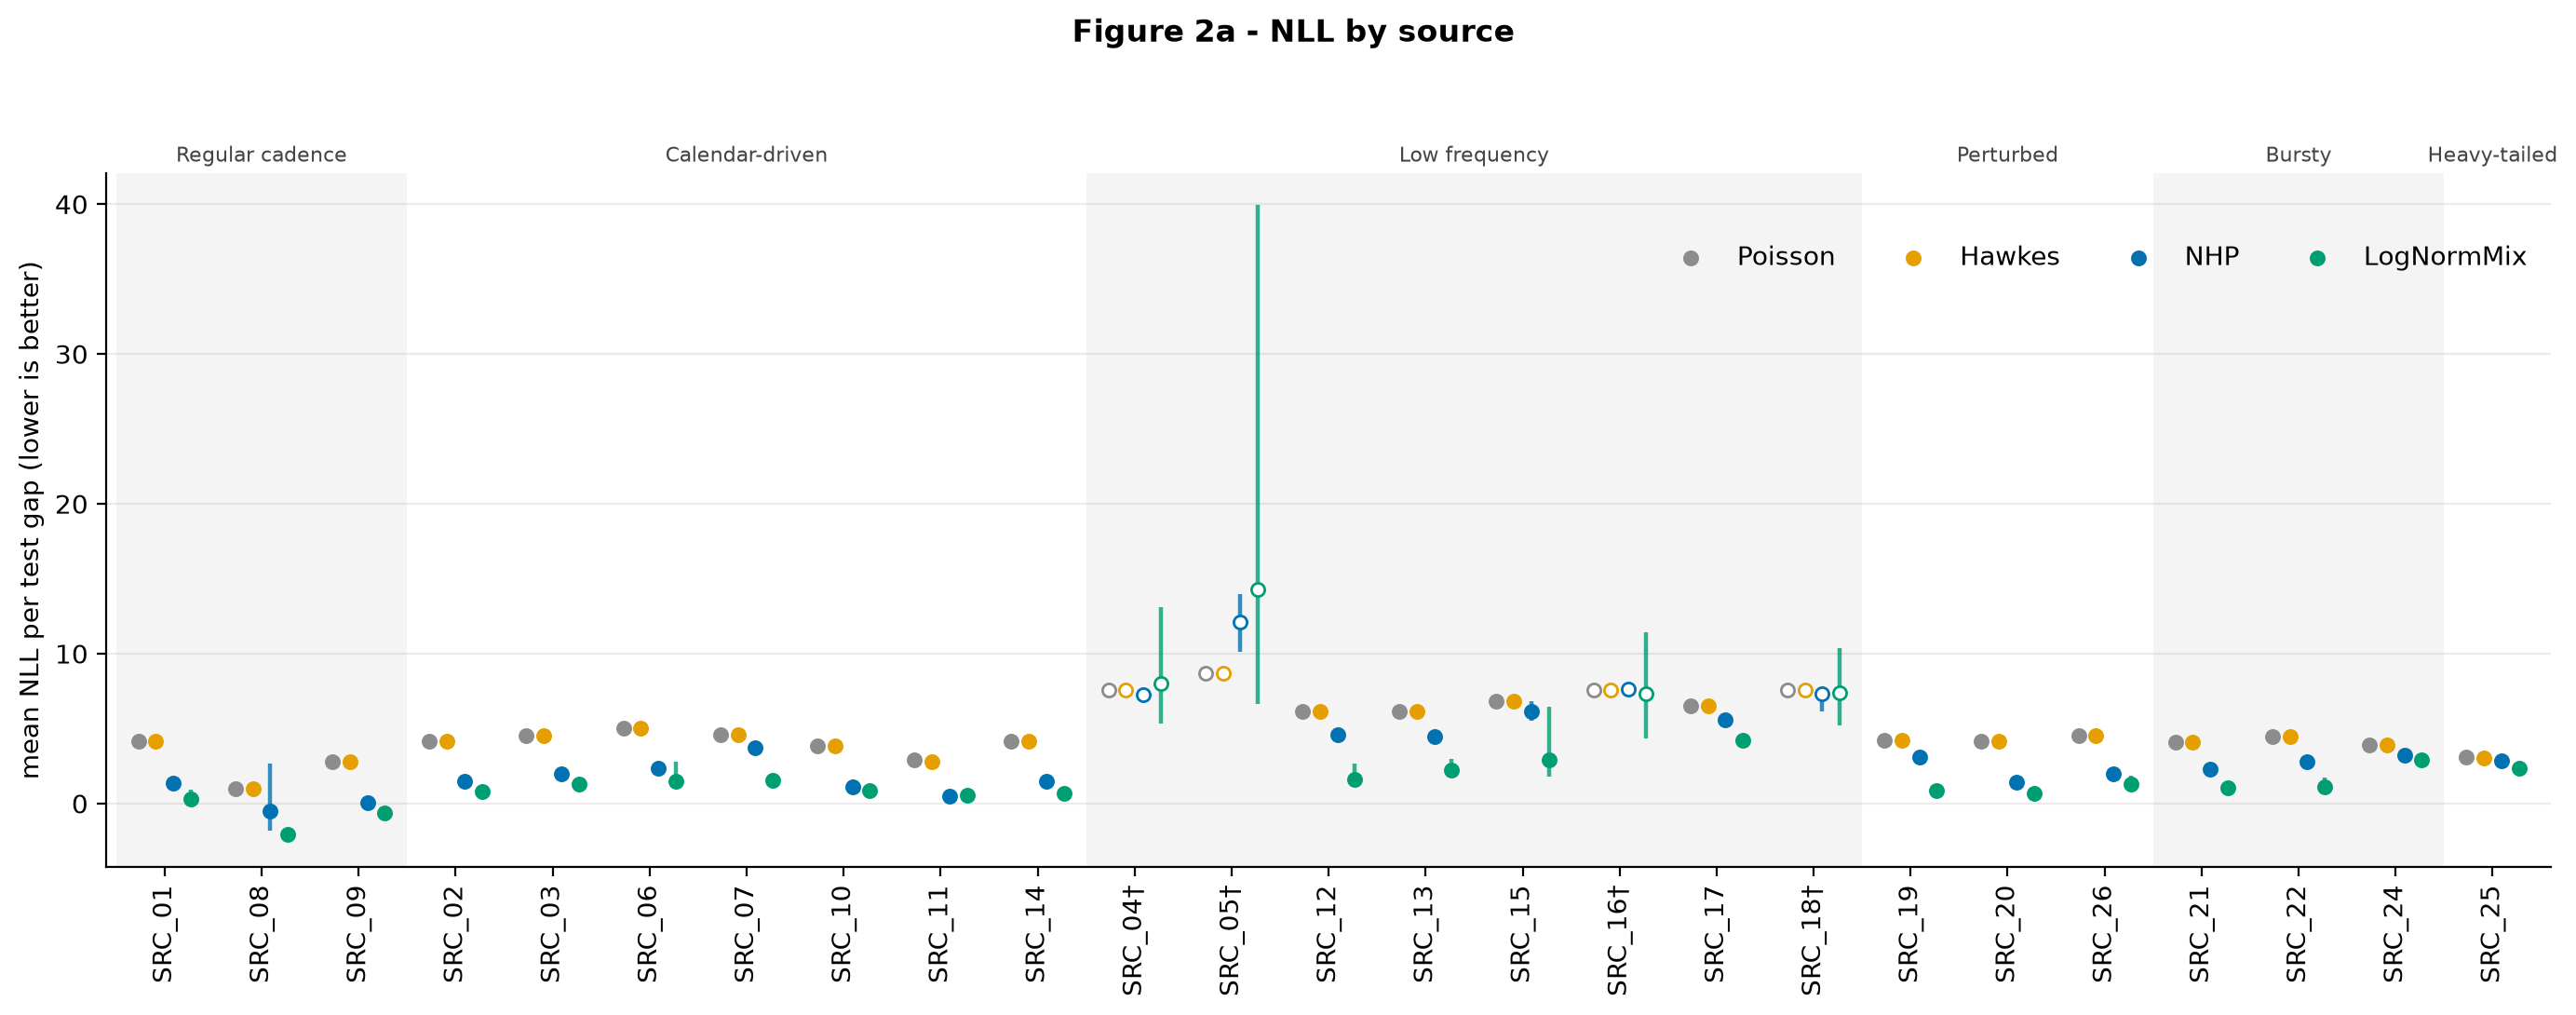 Figure 2a - NLL by source
Regular cadence
Calendar-driven
Low frequency
Perturbed
Bursty
Heavy-tailed
mean NLL per test gap (lower is better)
40
30
20
10
0
Poisson
Hawkes
NHP
LogNormMix
SRC_01
SRC_08
SRC_09
SRC_02
SRC_03
SRC_06
SRC_07
SRC_10
SRC_11
SRC_14
SRC_04†
SRC_05†
SRC_12
SRC_13
SRC_15
SRC_16†
SRC_17
SRC_18†
SRC_19
SRC_20
SRC_26
SRC_21
SRC_22
SRC_24
SRC_25